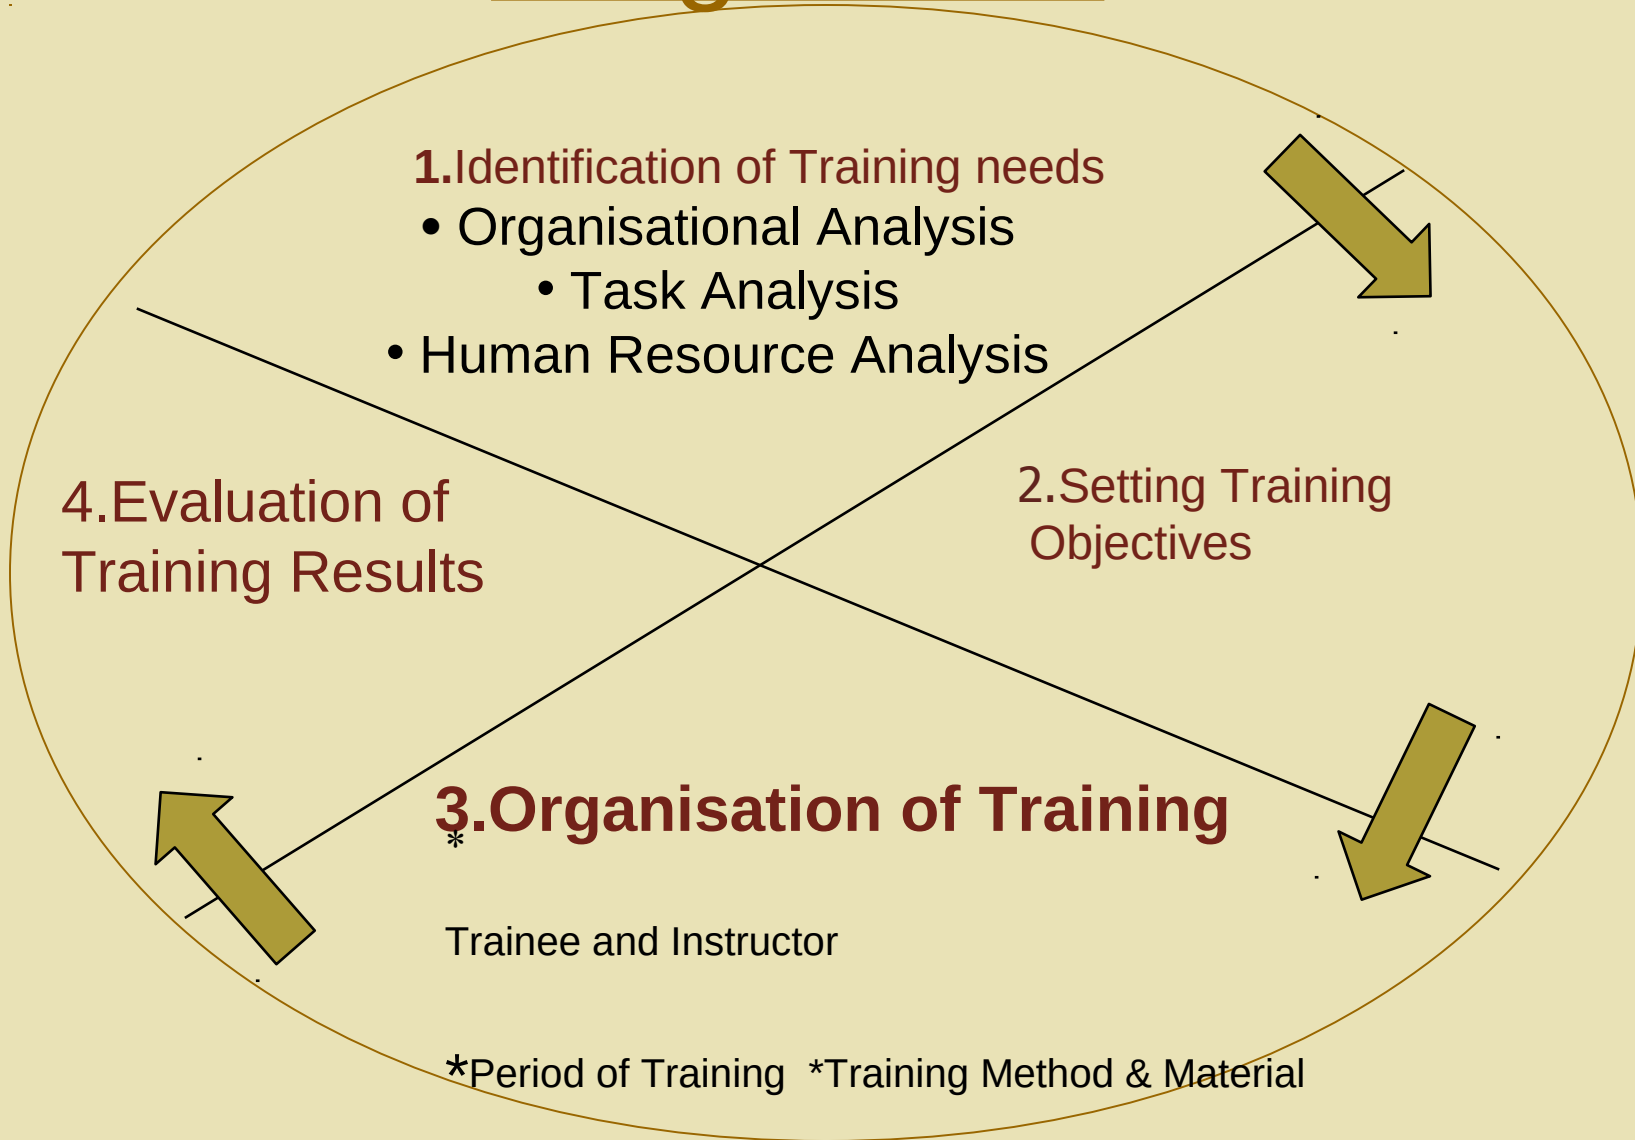 1.Identification of Training needs
• Organisational Analysis
• Task Analysis
• Human Resource Analysis
2.Setting Training
Objectives
4.Evaluation of
Training Results
3.Organisation of Training
*
Trainee and Instructor
*Period of Training *Training Method & Material